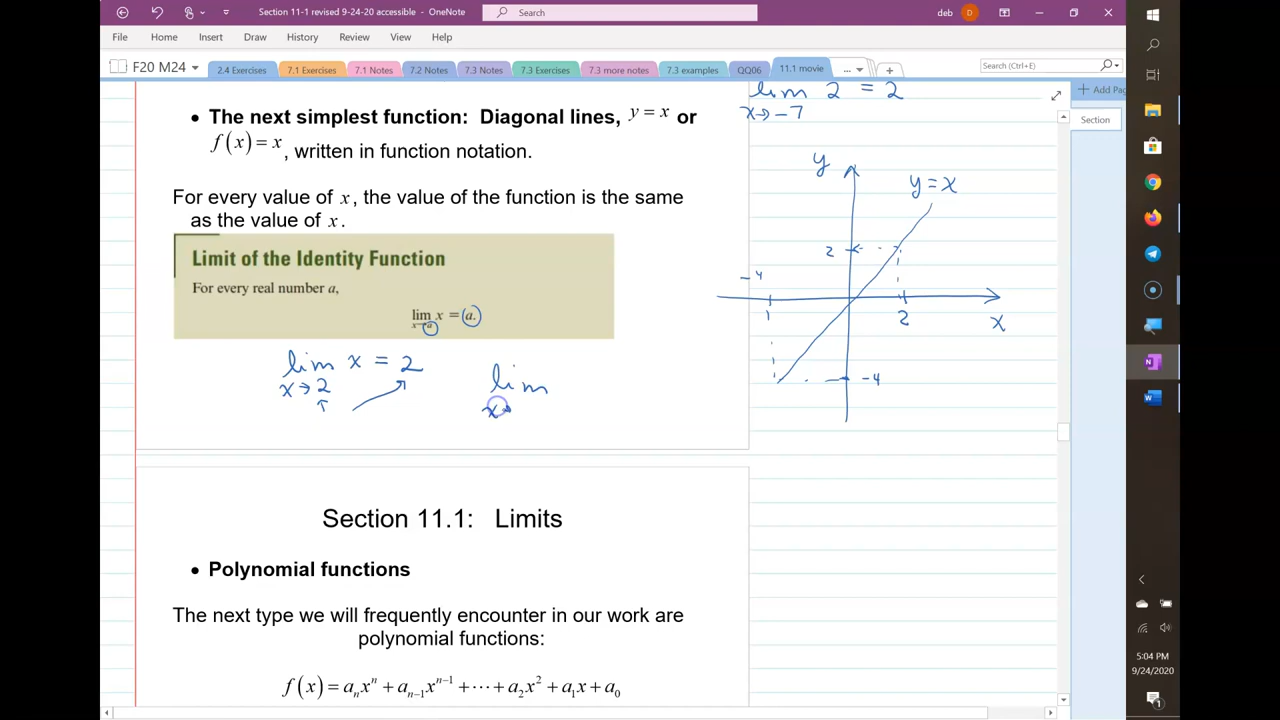 Section 11-1 revised 9-24-20 accessible - OneNote
Search
deb
D
File Home Insert Draw History Review View Help
F20 M24
2.4 Exercises
7.1 Exercises
7.1 Notes
7.2 Notes
7.3 Notes
7.3 Exercises
7.3 more notes
7.3 examples
QQ06
11.1 movie
...
+
Search (Ctrl+E)
+ Add Pag
Section
lim 2 = 2
x→ -7
• The next simplest function: Diagonal lines, y = x or
f(x) = x, written in function notation.
For every value of x, the value of the function is the same
as the value of x.
Limit of the Identity Function
For every real number a,
lim x = a.
x→a
lim x = 2
x→2
lim
x→
y
y = x
2
-4
1
2
x
-4
Section 11.1: Limits
• Polynomial functions
The next type we will frequently encounter in our work are
polynomial functions:
f(x) = aₙxⁿ + aₙ₋₁xⁿ⁻¹ + ⋯ + a₂x² + a₁x + a₀
5:04 PM
9/24/2020
1